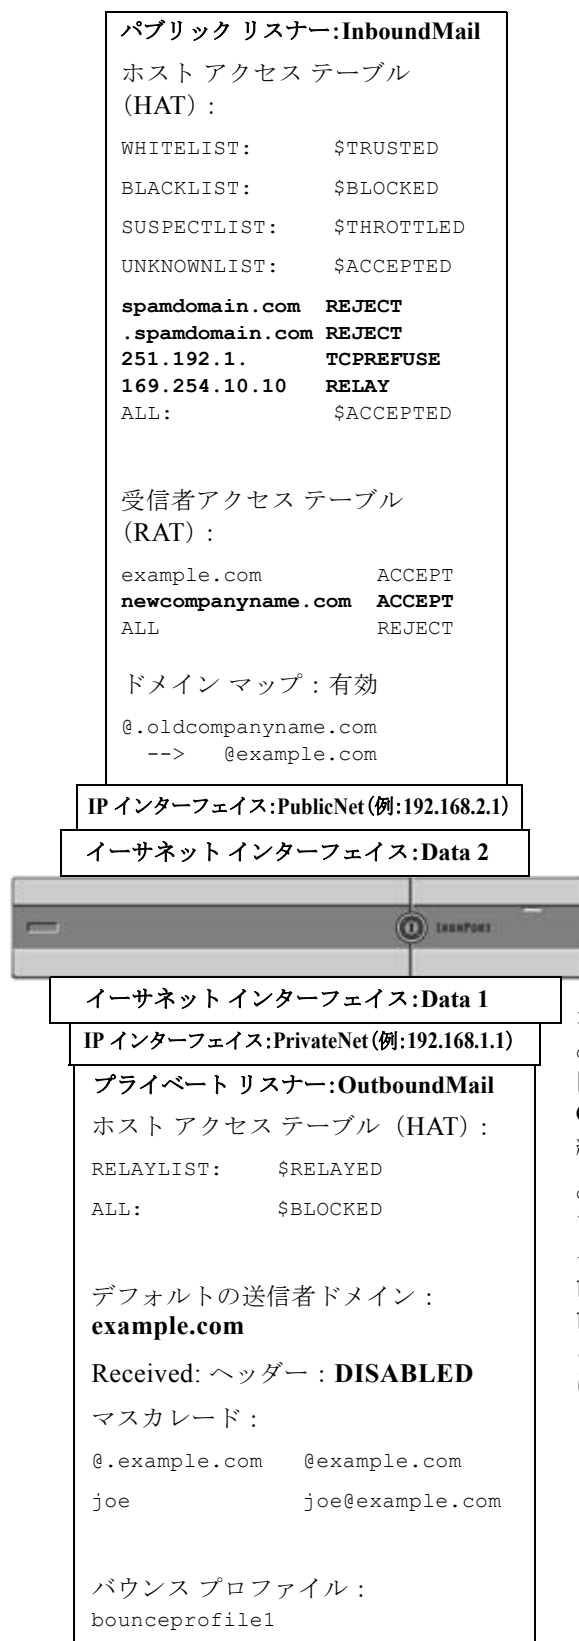 パブリック リスナー:InboundMail
ホスト アクセス テーブル
(HAT):
WHITELIST: $TRUSTED
BLACKLIST: $BLOCKED
SUSPECTLIST: $THROTTLED
UNKNOWNLIST: $ACCEPTED
spamdomain.com REJECT
.spamdomain.com REJECT
251.192.1. TCPREFUSE
169.254.10.10 RELAY
ALL: $ACCEPTED
受信者アクセス テーブル
(RAT):
example.com ACCEPT
newcompanyname.com ACCEPT
ALL REJECT
ドメイン マップ:有効
@.oldcompanyname.com
--> @example.com
IP インターフェイス:PublicNet(例:192.168.2.1)
イーサネット インターフェイス:Data 2
IRONPORT
イーサネット インターフェイス:Data 1
IP インターフェイス:PrivateNet(例:192.168.1.1)
プライベート リスナー:OutboundMail
ホスト アクセス テーブル(HAT):
RELAYLIST: $RELAYED
ALL: $BLOCKED
デフォルトの送信者ドメイン:
example.com
Received: ヘッダー:DISABLED
マスカレード:
@.example.com @example.com
joe joe@example.com
バウンス プロファイル:
bounceprofile1